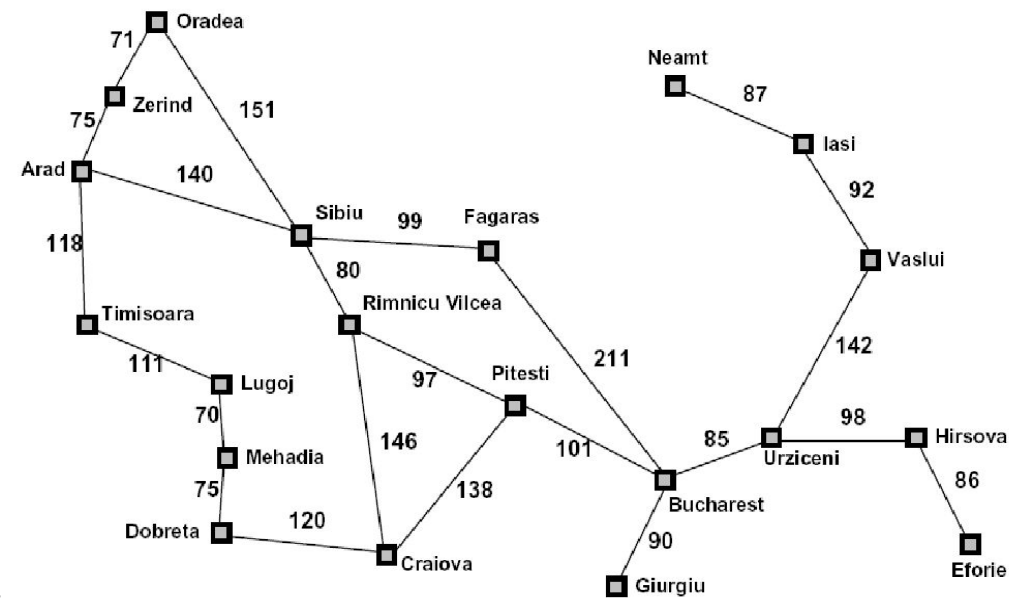 Oradea
71
Neamt
87
Zerind
151
75
Iasi
Arad
140
92
Sibiu
99
Fagaras
118
80
Vaslui
Rimnicu Vilcea
Timisoara
142
111
211
Lugoj
97
Pitesti
70
98
Hirsova
146
101
85
Mehadia
Urziceni
86
75
138
Bucharest
Dobreta
120
90
Craiova
Eforie
Giurgiu